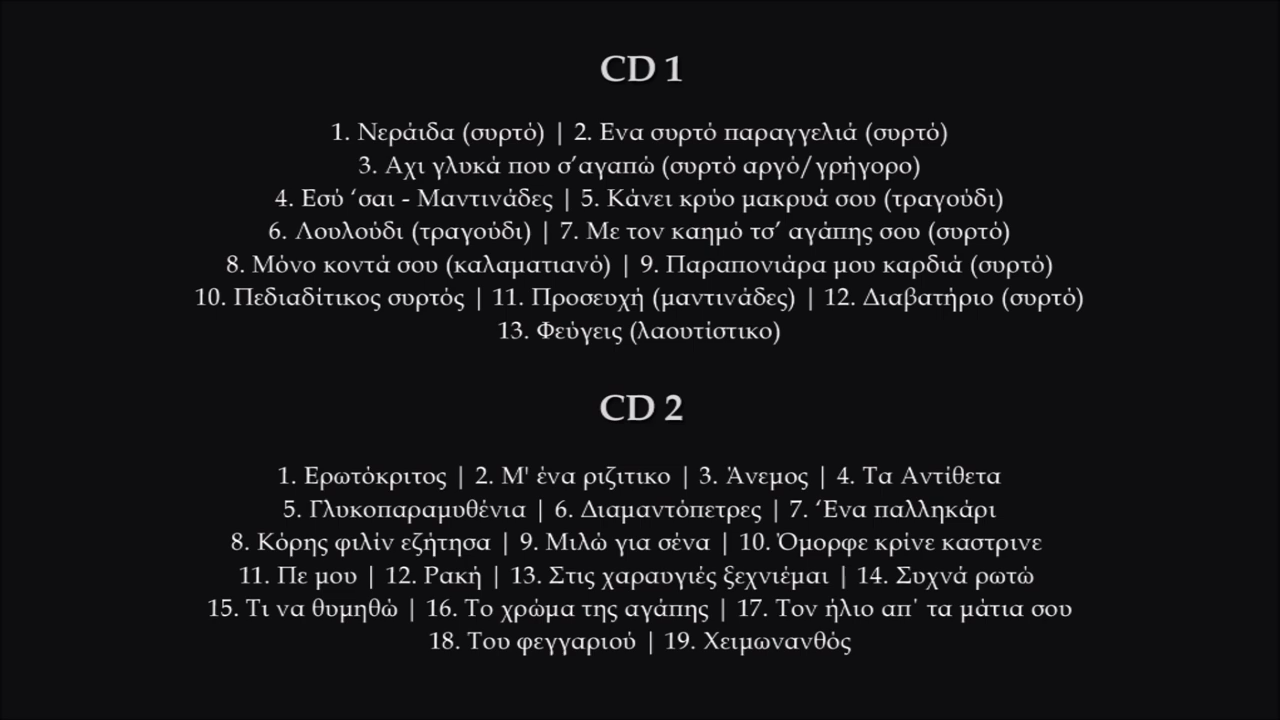 CD 1
1. Νεράιδα (συρτό) | 2. Ενα συρτό παραγγελιά (συρτό)
3. Αχι γλυκά που σ’αγαπώ (συρτό αργό/γρήγορο)
4. Εσύ ‘σαι - Μαντινάδες | 5. Κάνει κρύο μακρυά σου (τραγούδι)
6. Λουλούδι (τραγούδι) | 7. Με τον καημό τσ’ αγάπης σου (συρτό)
8. Μόνο κοντά σου (καλαματιανό) | 9. Παραπονιάρα μου καρδιά (συρτό)
10. Πεδιαδίτικος συρτός | 11. Προσευχή (μαντινάδες) | 12. Διαβατήριο (συρτό)
13. Φεύγεις (λαουτίστικο)
CD 2
1. Ερωτόκριτος | 2. Μ' ένα ριζιτικο | 3. Άνεμος | 4. Τα Αντίθετα
5. Γλυκοπαραμυθένια | 6. Διαμαντόπετρες | 7. ‘Ενα παλληκάρι
8. Κόρης φιλίν εζήτησα | 9. Μιλώ για σένα | 10. Όμορφε κρίνε καστρινε
11. Πε μου | 12. Ρακή | 13. Στις χαραυγιές ξεχνιέμαι | 14. Συχνά ρωτώ
15. Τι να θυμηθώ | 16. Το χρώμα της αγάπης | 17. Τον ήλιο απ΄ τα μάτια σου
18. Του φεγγαριού | 19. Χειμωνανθός